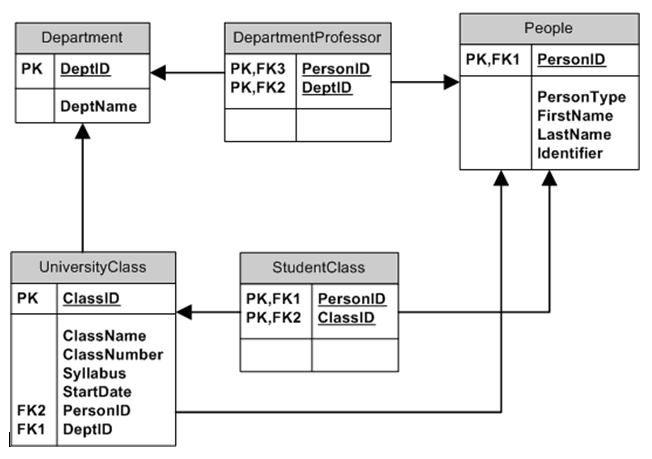 Department
PK DeptID
DeptName
DepartmentProfessor
PK,FK3 PersonID
PK,FK2 DeptID
People
PK,FK1 PersonID
PersonType
FirstName
LastName
Identifier
UniversityClass
PK ClassID
ClassName
ClassNumber
Syllabus
StartDate
FK2 PersonID
FK1 DeptID
StudentClass
PK,FK1 PersonID
PK,FK2 ClassID